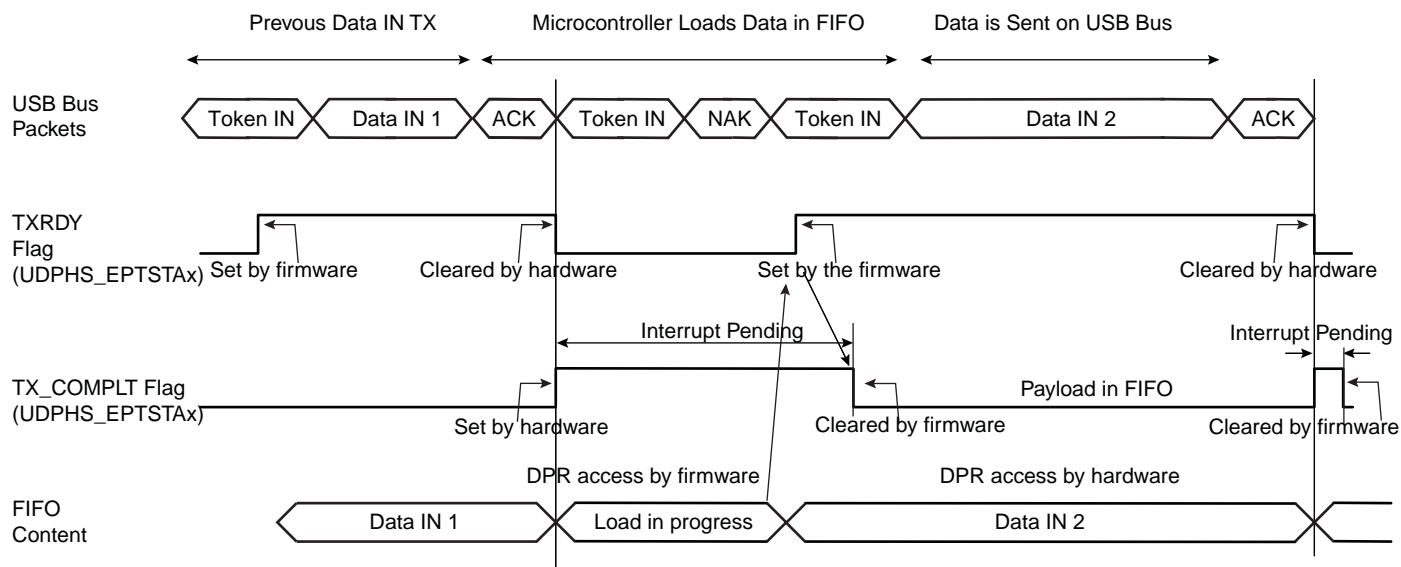 Prevous Data IN TX
Microcontroller Loads Data in FIFO
Data is Sent on USB Bus
USB Bus
Packets
Token IN
Data IN 1
ACK
Token IN
NAK
Token IN
Data IN 2
ACK
TXRDY
Flag
(UDPHS_EPTSTAx)
Set by firmware
Cleared by hardware
Set by the firmware
Cleared by hardware
Interrupt Pending
Interrupt Pending
TX_COMPLT Flag
(UDPHS_EPTSTAx)
Payload in FIFO
Set by hardware
Cleared by firmware
Cleared by firmware
DPR access by firmware
DPR access by hardware
FIFO
Content
Data IN 1
Load in progress
Data IN 2